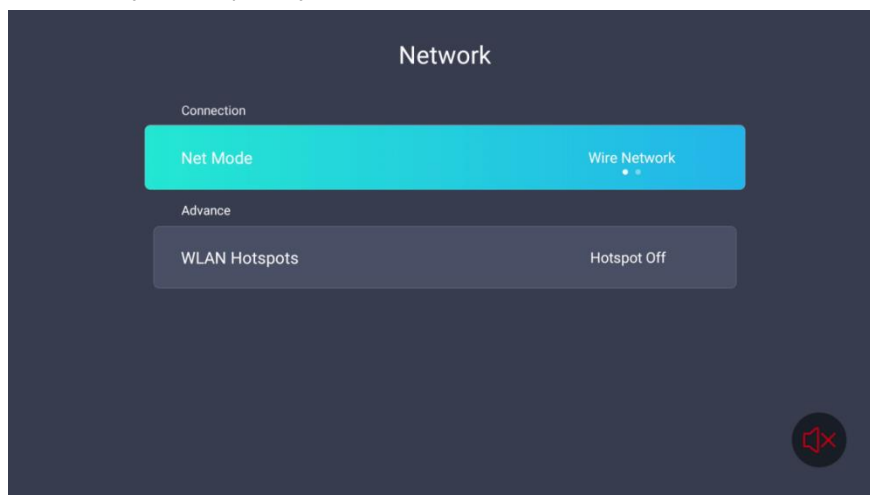 Network
Connection
Net Mode
Wire Network
Advance
WLAN Hotspots
Hotspot Off